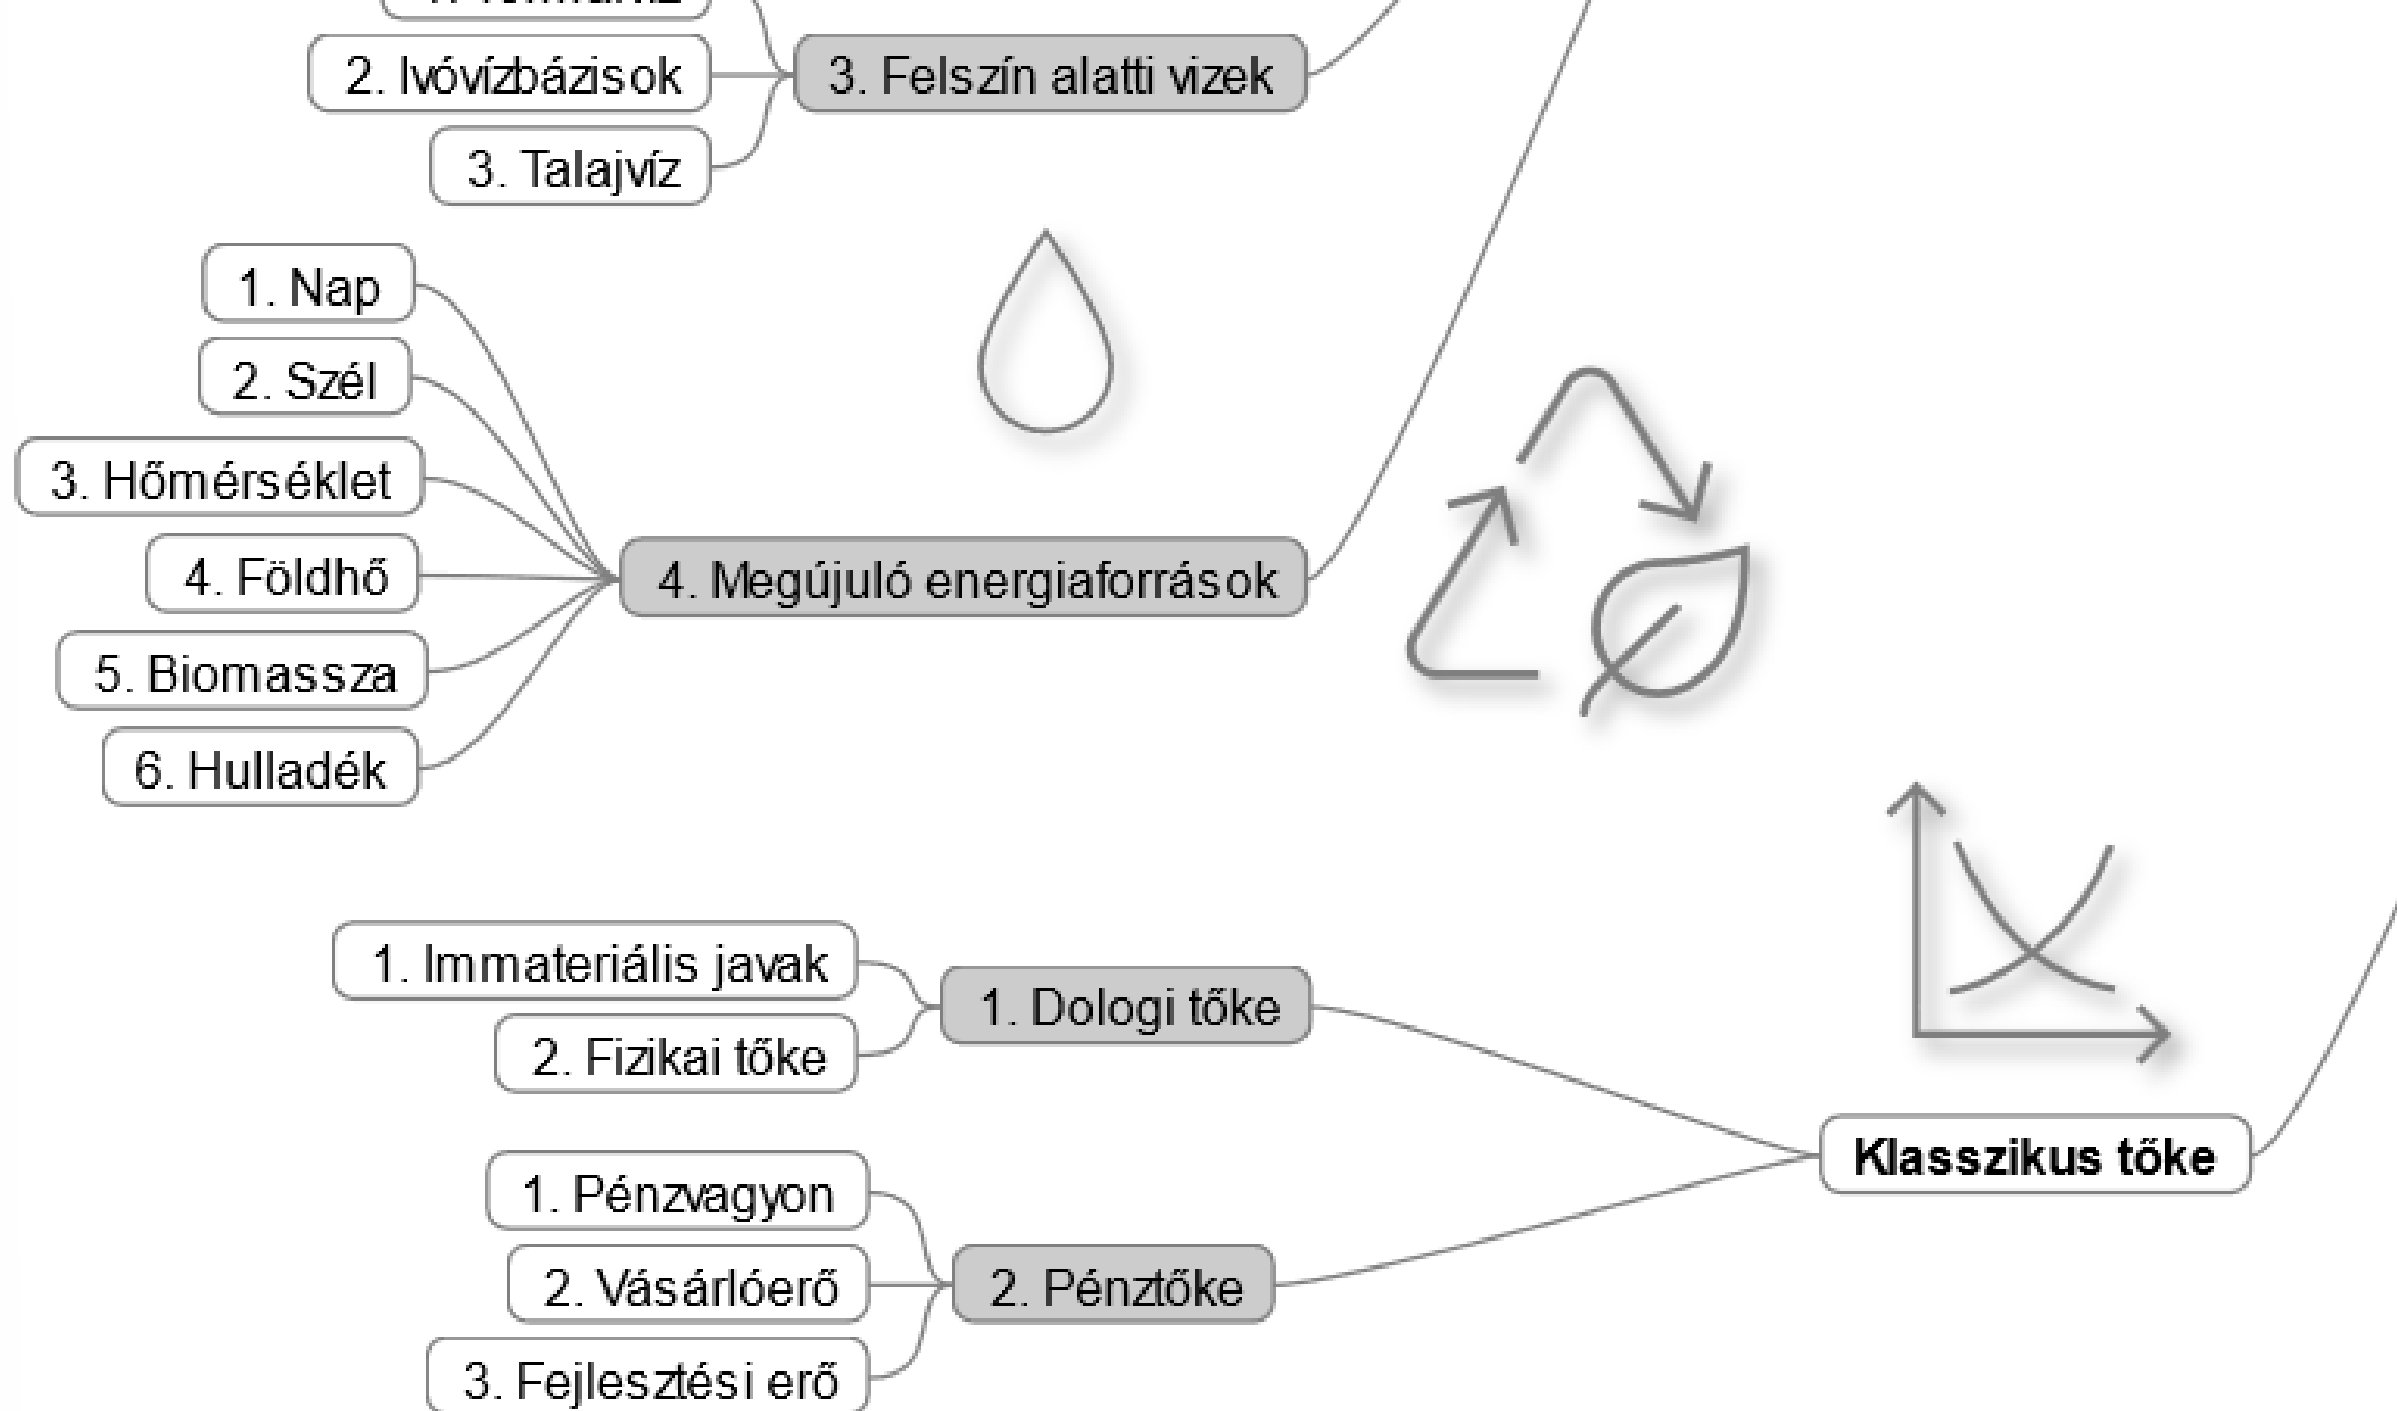 2. Ivóvízbázisok
3. Felszín alatti vizek
3. Talajvíz
1. Nap
2. Szél
3. Hőmérséklet
4. Földhő
4. Megújuló energiaforrások
5. Biomassza
6. Hulladék
1. Immateriális javak
1. Dologi tőke
2. Fizikai tőke
Klasszikus tőke
1. Pénzvagyon
2. Vásárlóerő
2. Pénztőke
3. Fejlesztési erő